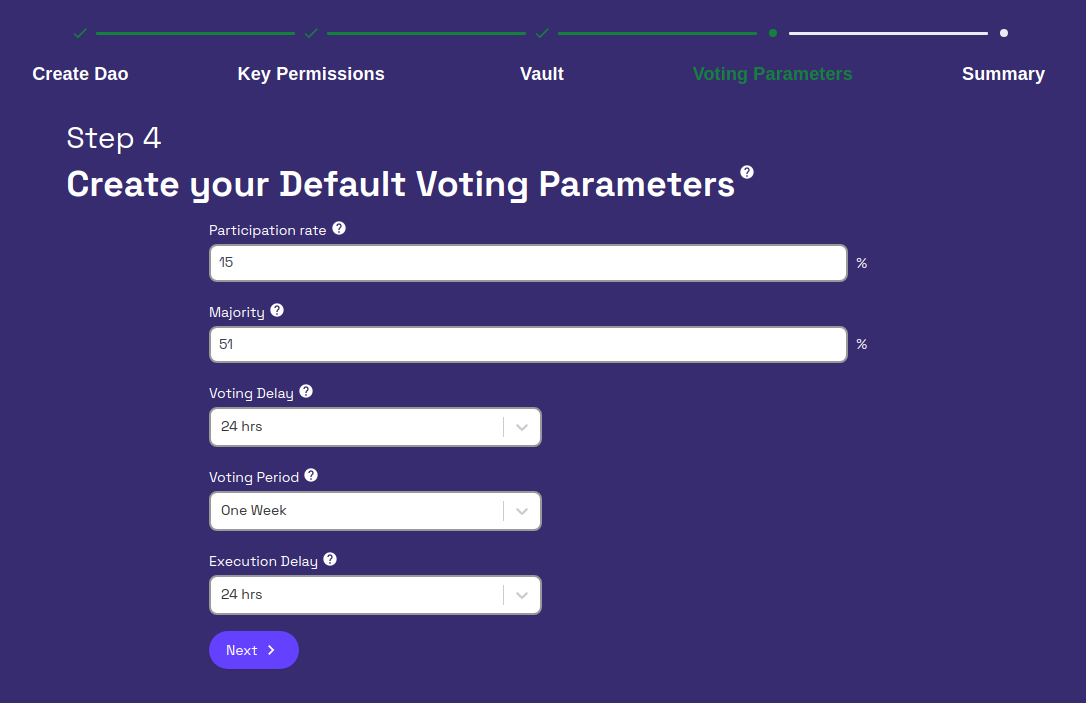 Create Dao
Key Permissions
Vault
Voting Parameters
Summary
Step 4
Create your Default Voting Parameters ?
Participation rate ?
15
%
Majority ?
51
%
Voting Delay ?
24 hrs
Voting Period ?
One Week
Execution Delay ?
24 hrs
Next